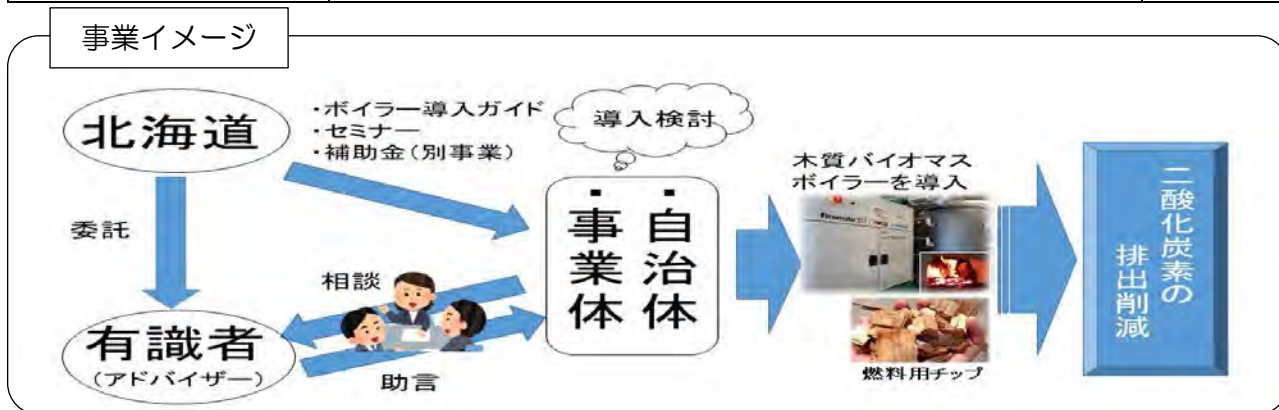 事業イメージ
北海道
・ボイラー導入ガイド
・セミナー
・補助金（別事業）
導入検討
委託
相談
助言
有識者
（アドバイザー）
・自治体
・事業体
木質バイオマス
ボイラーを導入
燃料用チップ
二酸化炭素の
排出削減